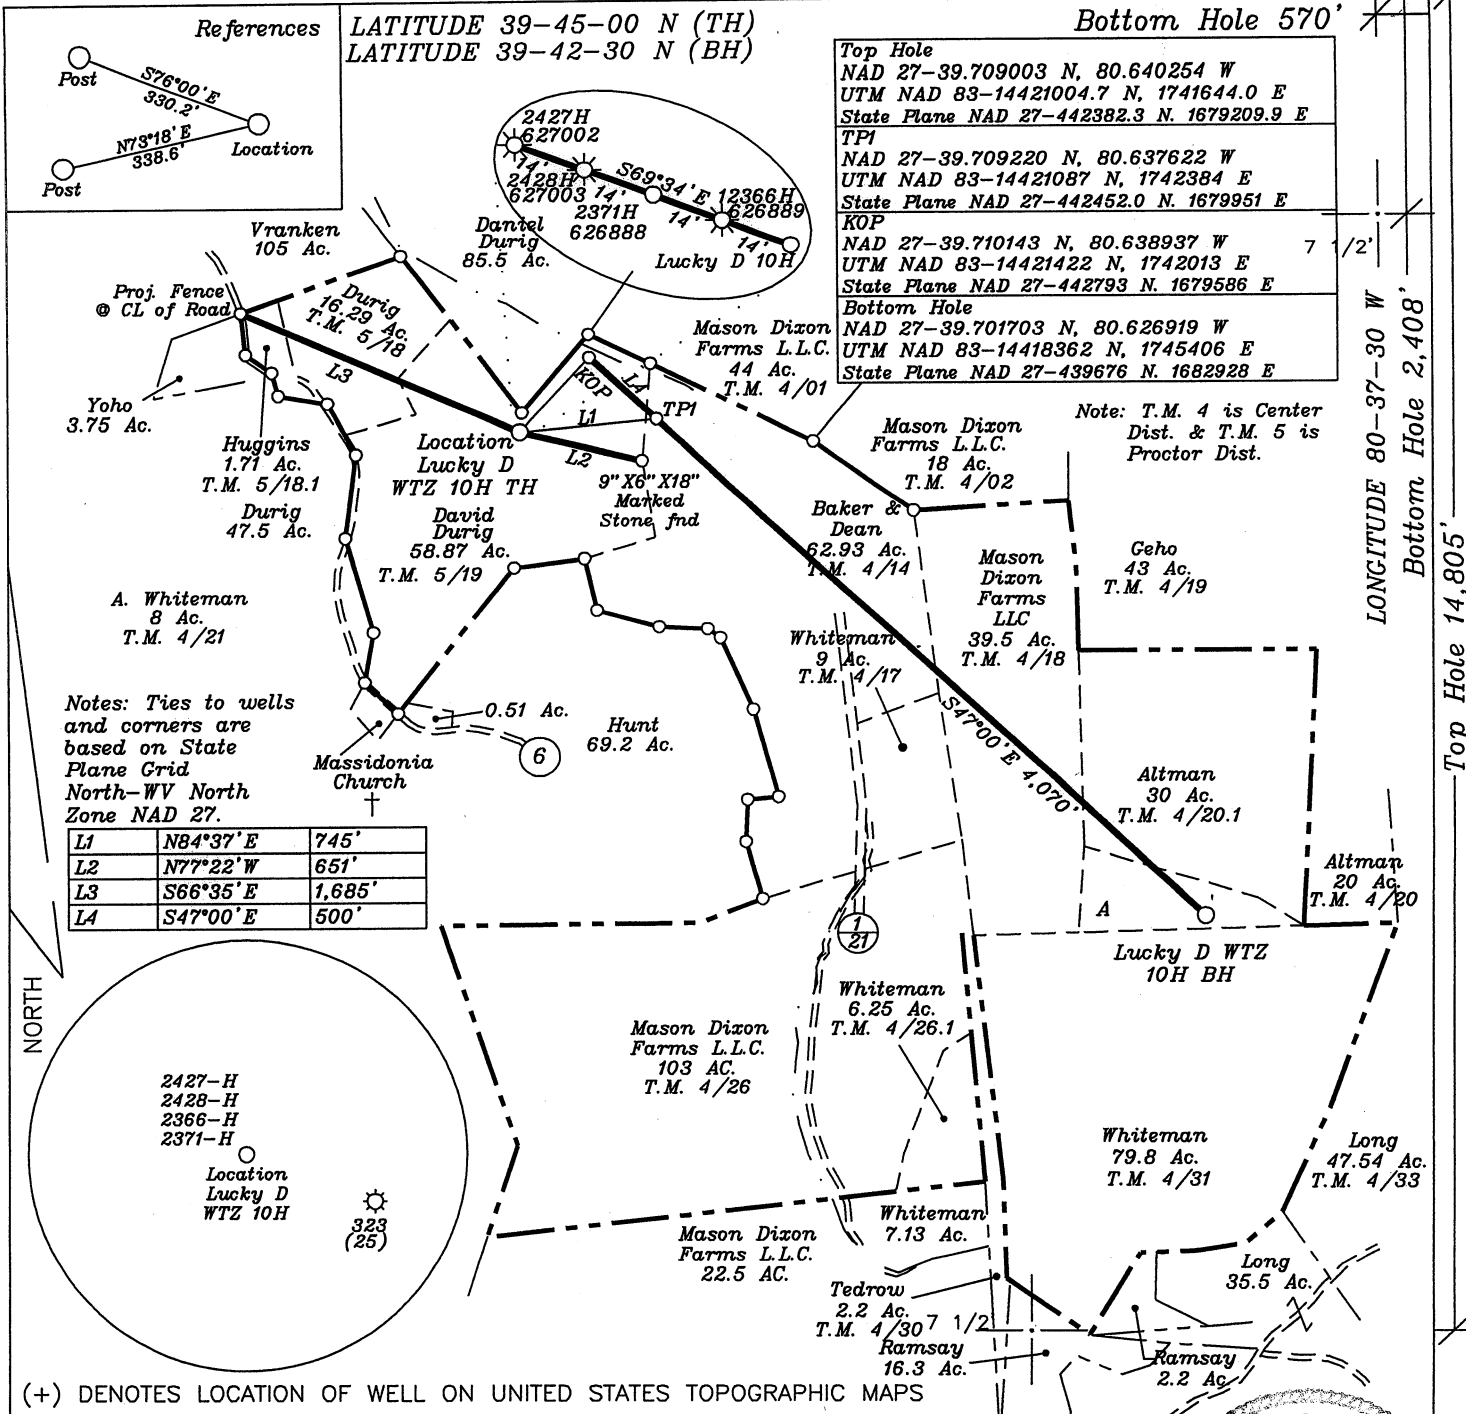 References
Post
S76°00'E
330.2'
N73°18'E
338.6'
Location
Post
LATITUDE 39-45-00 N (TH)
LATITUDE 39-42-30 N (BH)
Bottom Hole 570'
Top Hole
NAD 27-39.709003 N, 80.640254 W
UTM NAD 83-14421004.7 N, 1741644.0 E
State Plane NAD 27-442382.3 N. 1679209.9 E
TP1
NAD 27-39.709220 N, 80.637622 W
UTM NAD 83-14421087 N, 1742384 E
State Plane NAD 27-442452.0 N. 1679951 E
KOP
NAD 27-39.710143 N, 80.638937 W
UTM NAD 83-14421422 N, 1742013 E
State Plane NAD 27-442793 N. 1679586 E
Bottom Hole
NAD 27-39.701703 N, 80.626919 W
UTM NAD 83-14418362 N, 1745406 E
State Plane NAD 27-439676 N. 1682928 E
7 1/2'
LONGITUDE 80-37-30 W
Bottom Hole 2,408'
Top Hole 14,805'
2427H
627002
14'
2428H
627003
14'
S69°34'E
2371H
626888
14'
12366H
626889
14'
Lucky D 10H
Vranken
105 Ac.
Daniel
Durig
85.5 Ac.
Proj. Fence
@ CL of Road
Durig
16.29 Ac.
T.M. 5/18
L3
Mason Dixon
Farms L.L.C.
44 Ac.
T.M. 4/01
KOP
L4
L1
TP1
L2
Yoho
3.75 Ac.
Huggins
1.71 Ac.
T.M. 5/18.1
Location
Lucky D
WTZ 10H TH
9"X6"X18"
Marked
Stone fnd
Mason Dixon
Farms L.L.C.
18 Ac.
T.M. 4/02
Note: T.M. 4 is Center
Dist. & T.M. 5 is
Proctor Dist.
Durig
47.5 Ac.
David
Durig
58.87 Ac.
T.M. 5/19
Baker &
Dean
62.93 Ac.
T.M. 4/14
Mason
Dixon
Farms
LLC
39.5 Ac.
T.M. 4/18
Geho
43 Ac.
T.M. 4/19
A. Whiteman
8 Ac.
T.M. 4/21
Whiteman
9 Ac.
T.M. 4/17
Notes: Ties to wells
and corners are
based on State
Plane Grid
North-WV North
Zone NAD 27.
0.51 Ac.
6
Hunt
69.2 Ac.
Massidonia
Church
S47°00'E 4,070'
Altman
30 Ac.
T.M. 4/20.1
L1 N84°37'E 745'
L2 N77°22'W 651'
L3 S66°35'E 1,685'
L4 S47°00'E 500'
Altman
20 Ac.
T.M. 4/20
A
1
21
Lucky D WTZ
10H BH
NORTH
Whiteman
6.25 Ac.
T.M. 4/26.1
Mason Dixon
Farms L.L.C.
103 AC.
T.M. 4/26
2427-H
2428-H
2366-H
2371-H
Location
Lucky D
WTZ 10H
323
(25)
Whiteman
79.8 Ac.
T.M. 4/31
Long
47.54 Ac.
T.M. 4/33
Whiteman
7.13 Ac.
Mason Dixon
Farms L.L.C.
22.5 AC.
Long
35.5 Ac.
Tedrow
2.2 Ac.
T.M. 4/30
7 1/2'
Ramsay
16.3 Ac.
Ramsay
2.2 Ac
(+) DENOTES LOCATION OF WELL ON UNITED STATES TOPOGRAPHIC MAPS